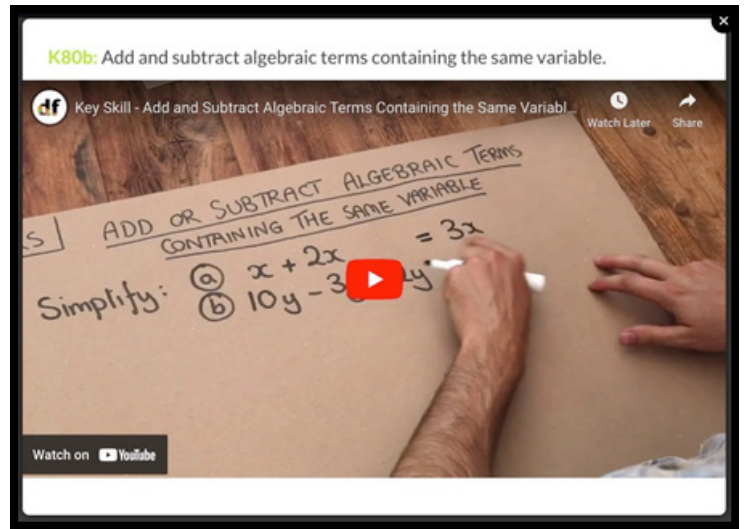 K80b: Add and subtract algebraic terms containing the same variable.
df Key Skill - Add and Subtract Algebraic Terms Containing the Same Variabl...
Watch Later Share
S ADD OR SUBTRACT ALGEBRAIC TERMS
CONTAINING THE SAME VARIABLE
Simplify: a x + 2x = 3x
b 10y - 3 y
Watch on YouTube